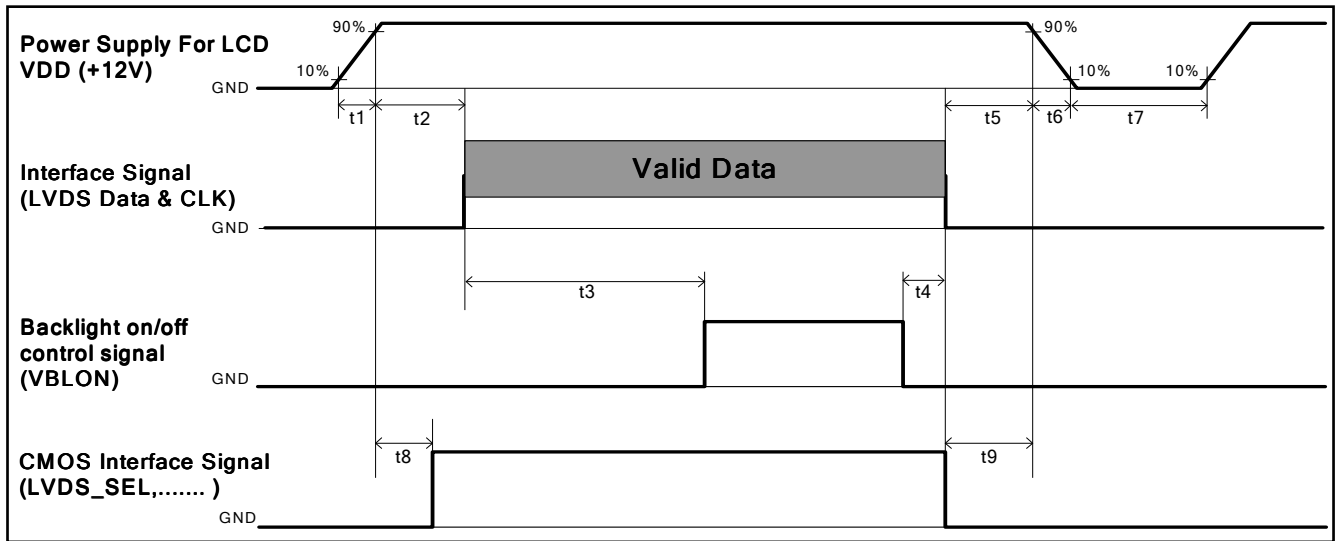 90%
90%
Power Supply For LCD
VDD (+12V)
10%
10%
10%
GND
t1
t2
t5
t6
t7
Valid Data
Interface Signal
(LVDS Data & CLK)
GND
t3
t4
Backlight on/off
control signal
(VBLON)
GND
t8
t9
CMOS Interface Signal
(LVDS_SEL,....... )
GND